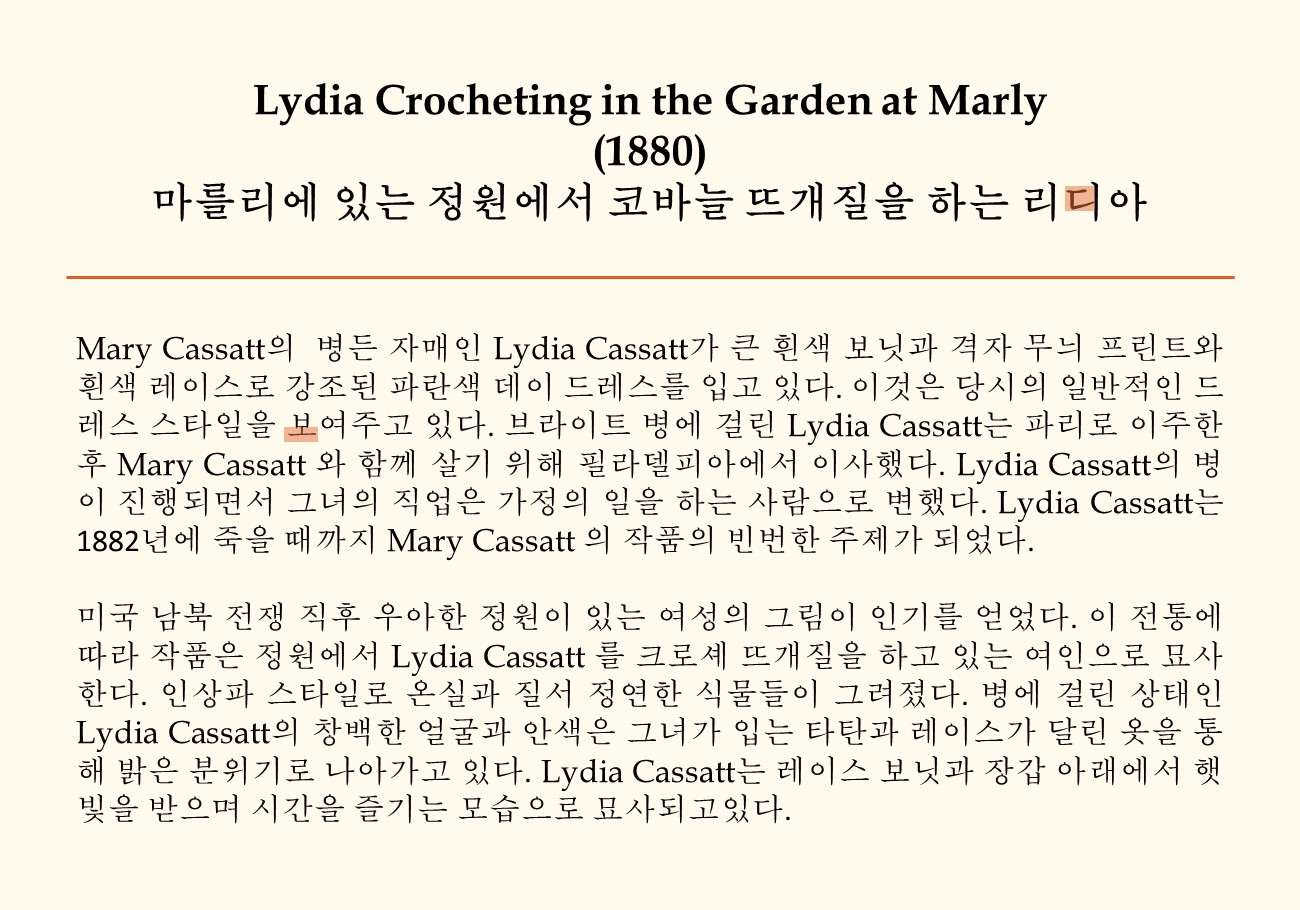 Lydia Crocheting in the Garden at Marly
(1880)
마를리에 있는 정원에서 코바늘 뜨개질을 하는 리디아
Mary Cassatt의 병든 자매인 Lydia Cassatt가 큰 흰색 보닛과 격자 무늬 프린트와
흰색 레이스로 강조된 파란색 데이 드레스를 입고 있다. 이것은 당시의 일반적인 드
레스 스타일을 보여주고 있다. 브라이트 병에 걸린 Lydia Cassatt는 파리로 이주한
후 Mary Cassatt 와 함께 살기 위해 필라델피아에서 이사했다. Lydia Cassatt의 병
이 진행되면서 그녀의 직업은 가정의 일을 하는 사람으로 변했다. Lydia Cassatt는
1882년에 죽을 때까지 Mary Cassatt 의 작품의 빈번한 주제가 되었다.
미국 남북 전쟁 직후 우아한 정원이 있는 여성의 그림이 인기를 얻었다. 이 전통에
따라 작품은 정원에서 Lydia Cassatt 를 크로셰 뜨개질을 하고 있는 여인으로 묘사
한다. 인상파 스타일로 온실과 질서 정연한 식물들이 그려졌다. 병에 걸린 상태인
Lydia Cassatt의 창백한 얼굴과 안색은 그녀가 입는 타탄과 레이스가 달린 옷을 통
해 밝은 분위기로 나아가고 있다. Lydia Cassatt는 레이스 보닛과 장갑 아래에서 햇
빛을 받으며 시간을 즐기는 모습으로 묘사되고있다.